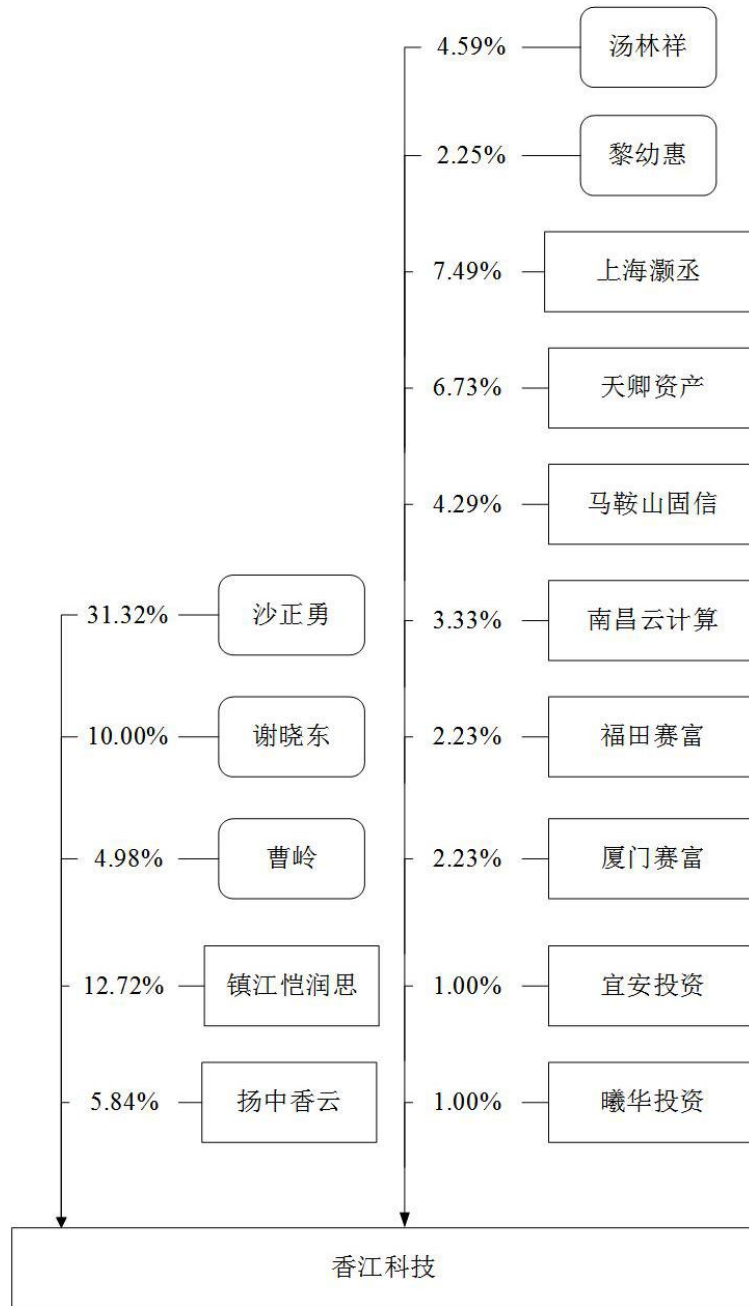 4.59% 汤林祥
2.25% 黎幼惠
7.49% 上海灏丞
6.73% 天卿资产
4.29% 马鞍山固信
31.32% 沙正勇
3.33% 南昌云计算
10.00% 谢晓东
2.23% 福田赛富
4.98% 曹岭
2.23% 厦门赛富
12.72% 镇江恺润思
1.00% 宜安投资
5.84% 扬中香云
1.00% 曦华投资
香江科技